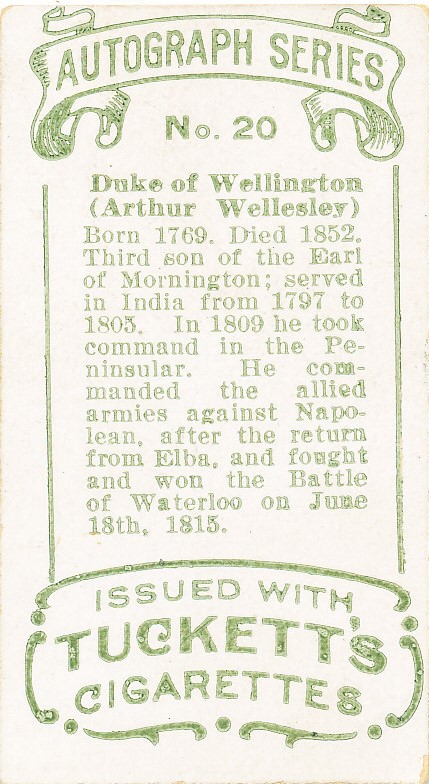 AUTOGRAPH SERIES
No. 20
Duke of Wellington
(Arthur Wellesley)
Born 1769. Died 1852.
Third son of the Earl
of Mornington; served
in India from 1797 to
1805. In 1809 he took
command in the Pe-
ninsular. He com-
manded the allied
armies against Napo-
lean, after the return
from Elba, and fought
and won the Battle
of Waterloo on June
18th, 1815.
ISSUED WITH
TUCKETT'S
CIGARETTES